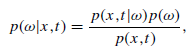 p(ω|x,t) = p(x,t|ω)p(ω) / p(x,t),